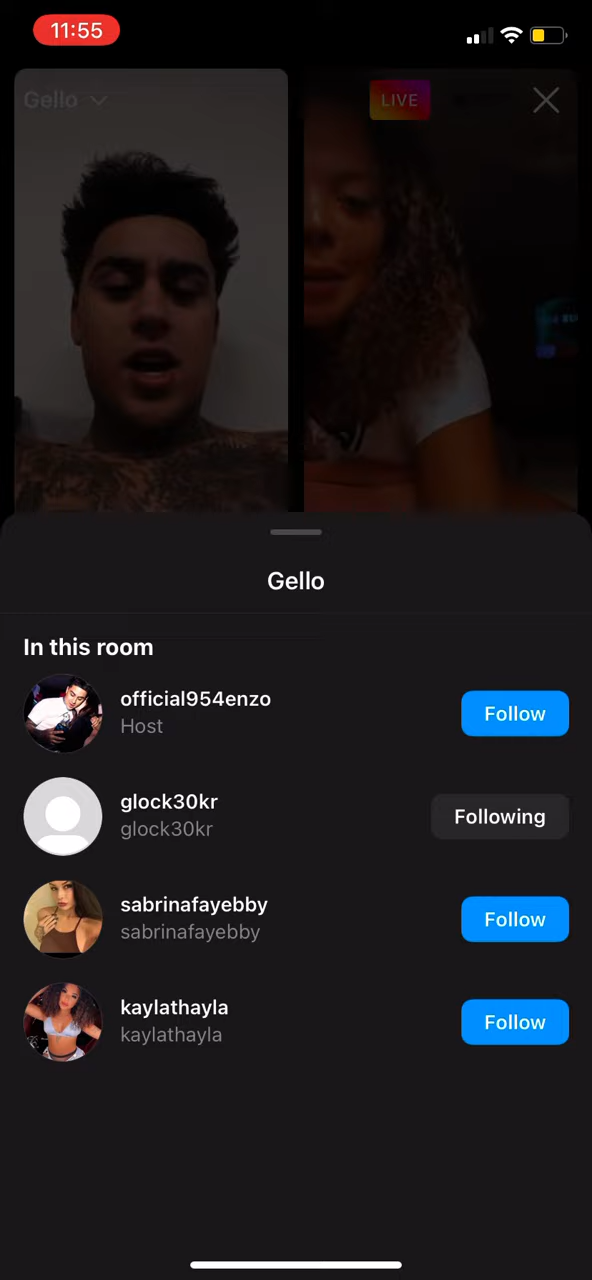 11:55
Gello
LIVE
Gello
In this room
official954enzo
Host
Follow
glock30kr
glock30kr
Following
sabrinafayebby
sabrinafayebby
Follow
kaylathayla
kaylathayla
Follow